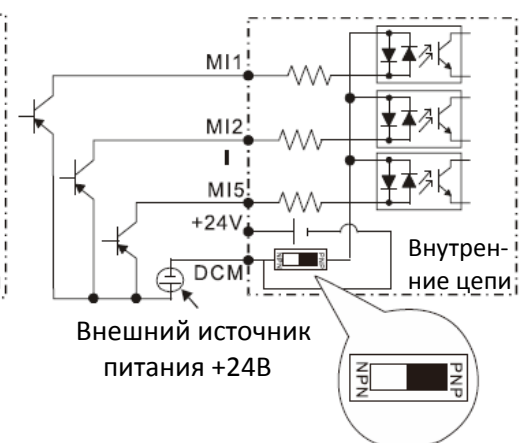 MI1
MI2
MI5
+24V
DCM
NPN
PNP
Внутрен-
ние цепи
Внешний источник
питания +24В
NPN
PNP